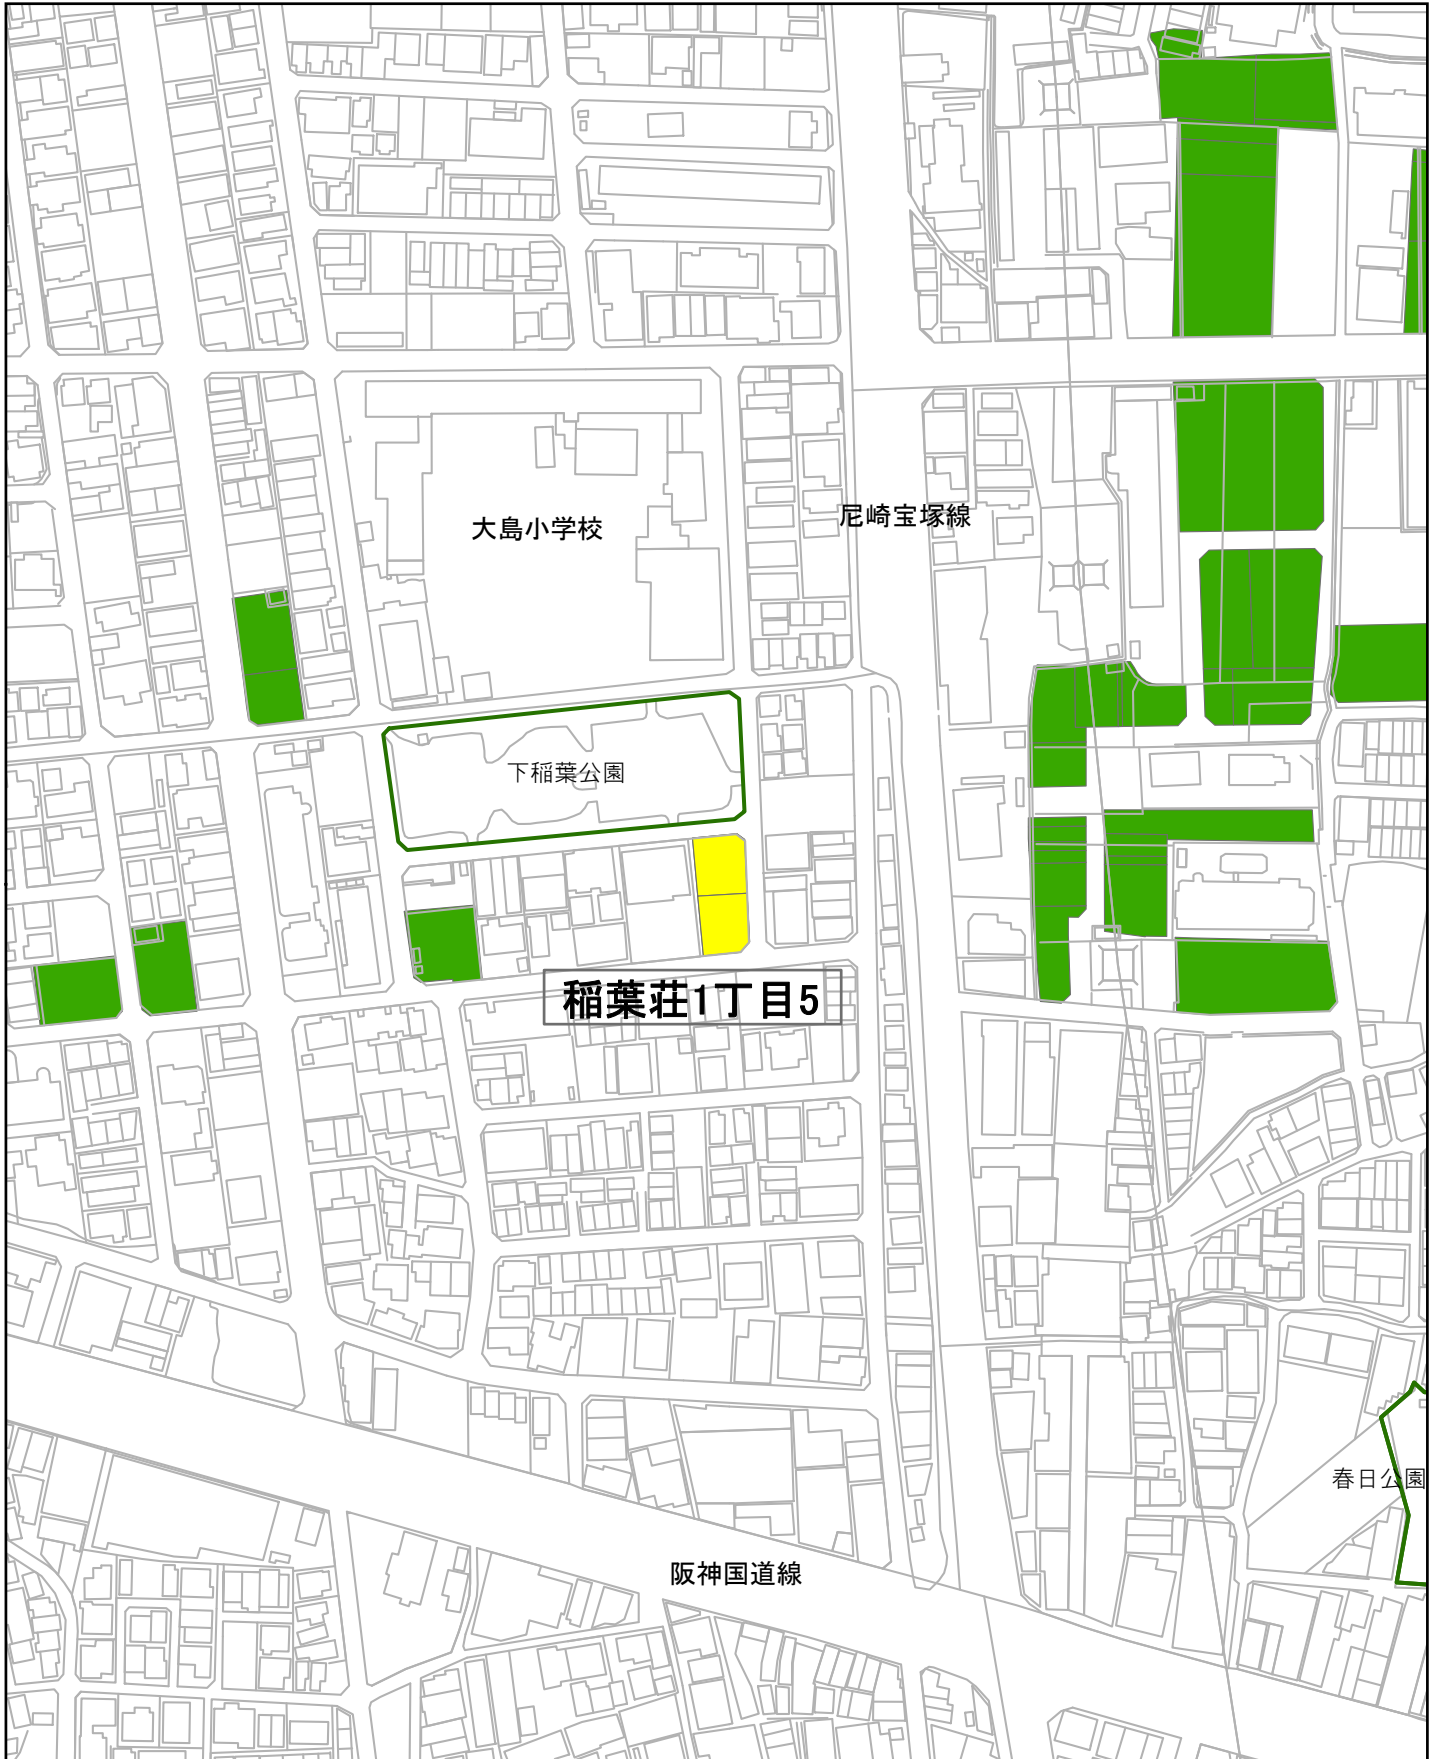 大島小学校
尼崎宝塚線
下稲葉公園
稲葉荘1丁目5
春日公園
阪神国道線